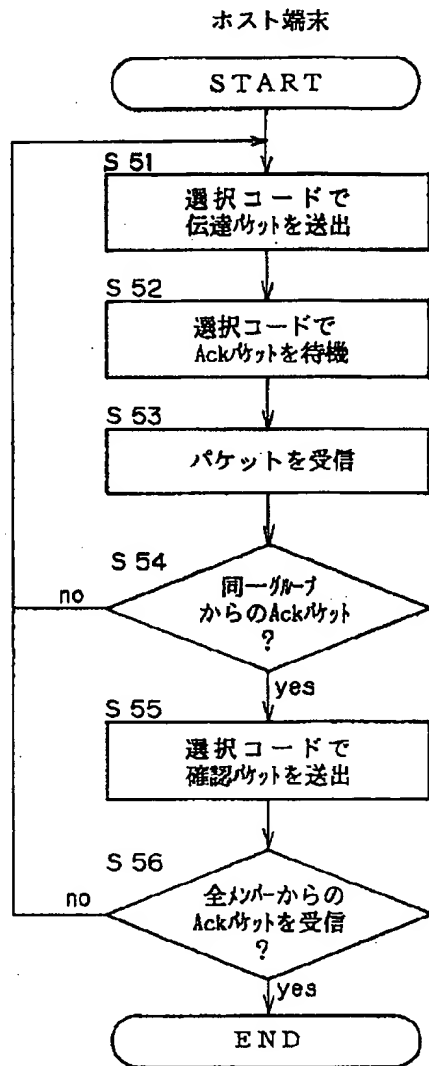 ホスト端末
START
S 51
選択コードで
伝達パケットを送出
S 52
選択コードで
Ackパケットを待機
S 53
パケットを受信
S 54
同一グループ
からのAckパケット
?
no
yes
S 55
選択コードで
確認パケットを送出
S 56
全メンバーからの
Ackパケットを受信
?
no
yes
END